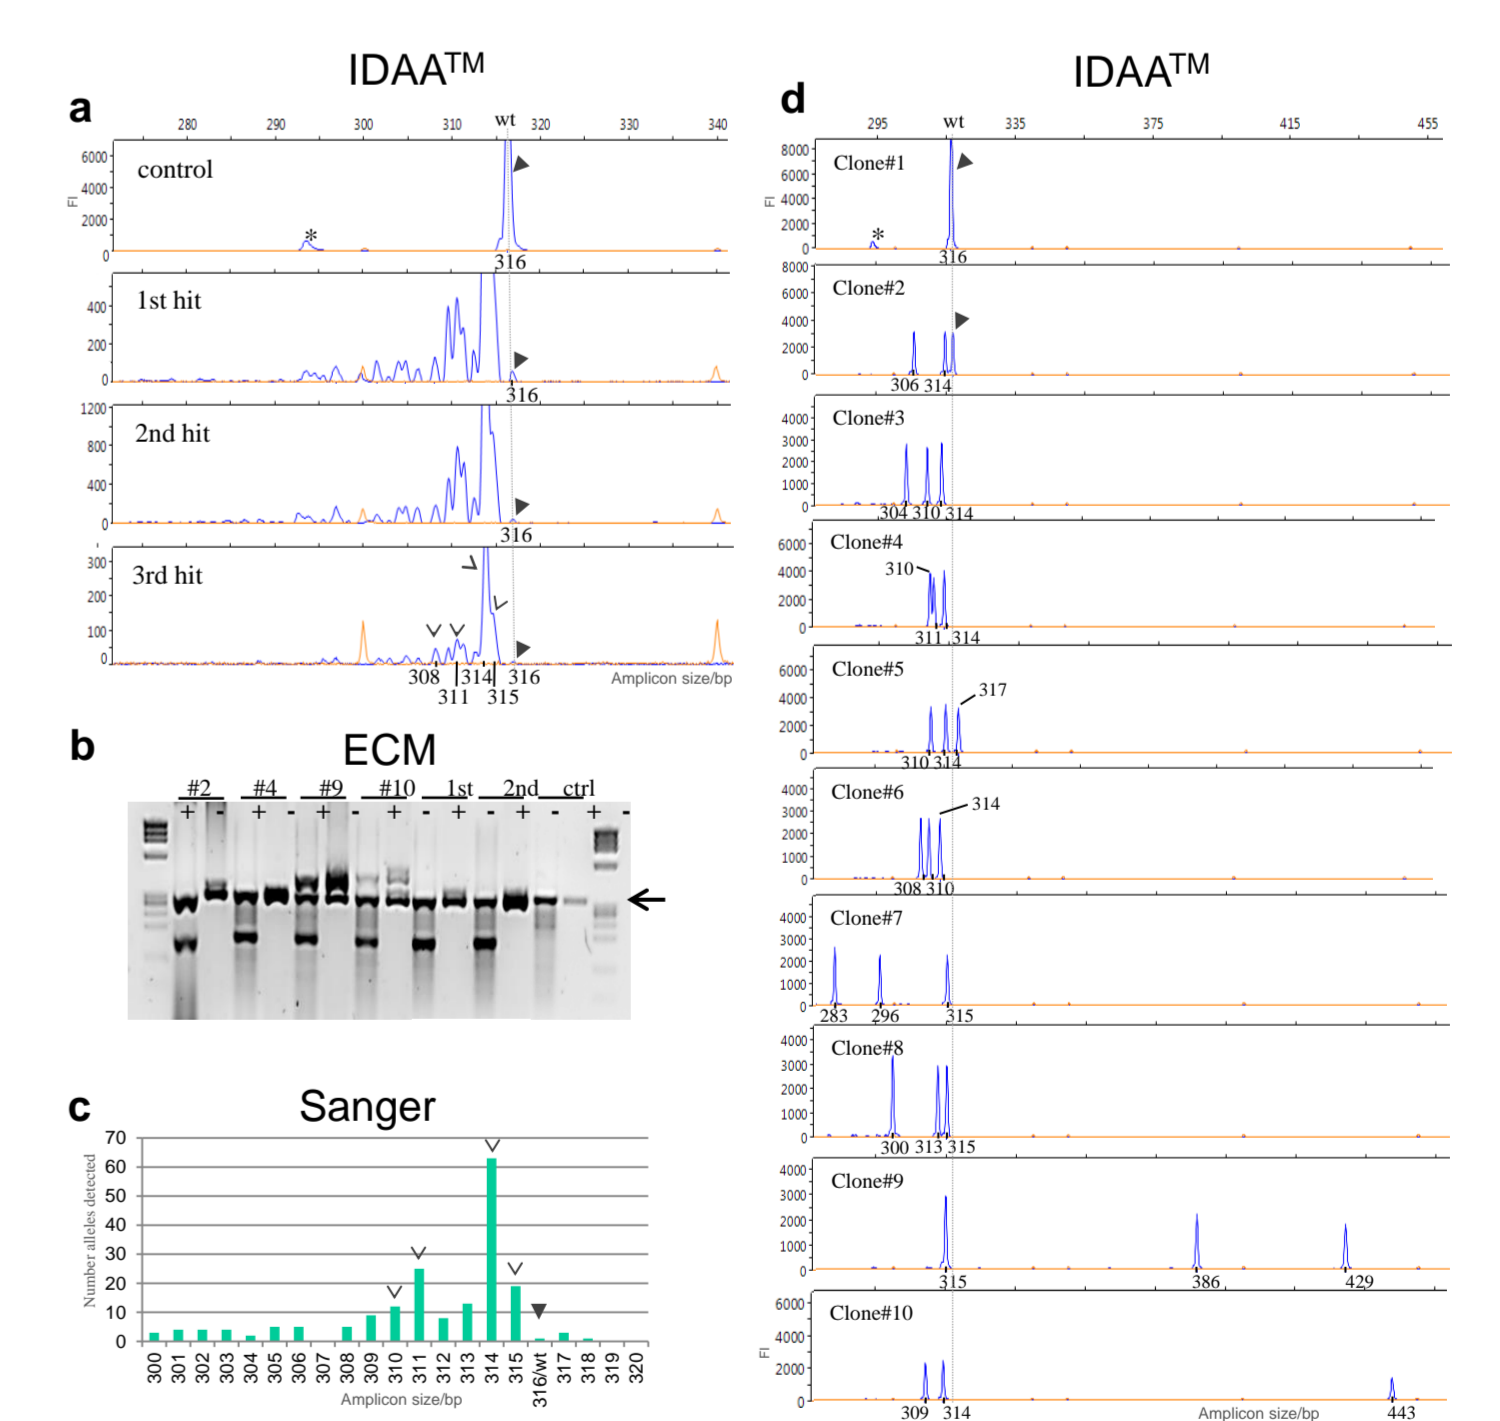 IDAA™
a
280 290 300 310 wt 320 330 340
6000
4000
2000
0
FI
control
*
316
1st hit
400
200
0
316
2nd hit
1200
800
400
0
316
3rd hit
300
200
100
0
308 314 316
311 315
Amplicon size/bp
b
ECM
#2 #4 #9 #10 1st 2nd ctrl
+ - + - + - + - + - + - + -
c
Sanger
Number alleles detected
70
60
50
40
30
20
10
0
300 301 302 303 304 305 306 307 308 309 310 311 312 313 314 315 316/wt 317 318 319 320
Amplicon size/bp
d
IDAA™
295 wt 335 375 415 455
Clone#1
8000
6000
4000
2000
0
FI
*
316
Clone#2
8000
6000
4000
2000
0
306 314
Clone#3
4000
3000
2000
1000
0
304 310 314
Clone#4
6000
4000
2000
0
310
311 314
Clone#5
6000
4000
2000
0
317
310 314
Clone#6
4000
3000
2000
1000
0
314
308 310
Clone#7
4000
3000
2000
1000
0
283 296 315
Clone#8
4000
3000
2000
1000
0
300 313 315
Clone#9
4000
3000
2000
1000
0
315 386 429
Clone#10
6000
4000
2000
0
FI
309 314 443
Amplicon size/bp